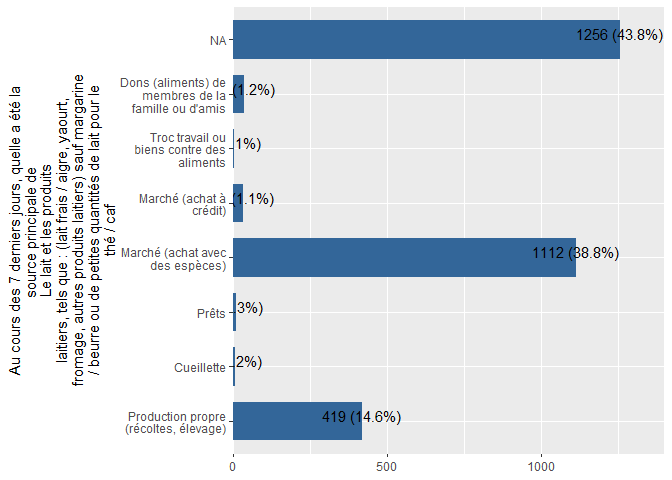 Au cours des 7 derniers jours, quelle a été la
source principale de
Le lait et les produits
laitiers, tels que : (lait frais / aigre, yaourt,
fromage, autres produits laitiers) sauf margarine
/ beurre ou de petites quantités de lait pour le
thé / caf
NA
1256 (43.8%)
Dons (aliments) de
membres de la
famille ou d'amis
(1.2%)
Troc travail ou
biens contre des
aliments
1%)
Marché (achat à
crédit)
(1.1%)
Marché (achat avec
des espèces)
1112 (38.8%)
Prêts
3%)
Cueillette
2%)
Production propre
(récoltes, élevage)
419 (14.6%)
0
500
1000